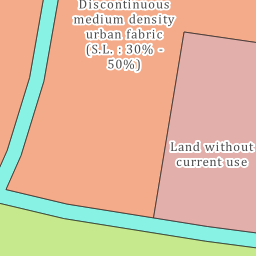 Discontinuous
medium density
urban fabric
(S.L. : 30% -
50%)
Land without
current use